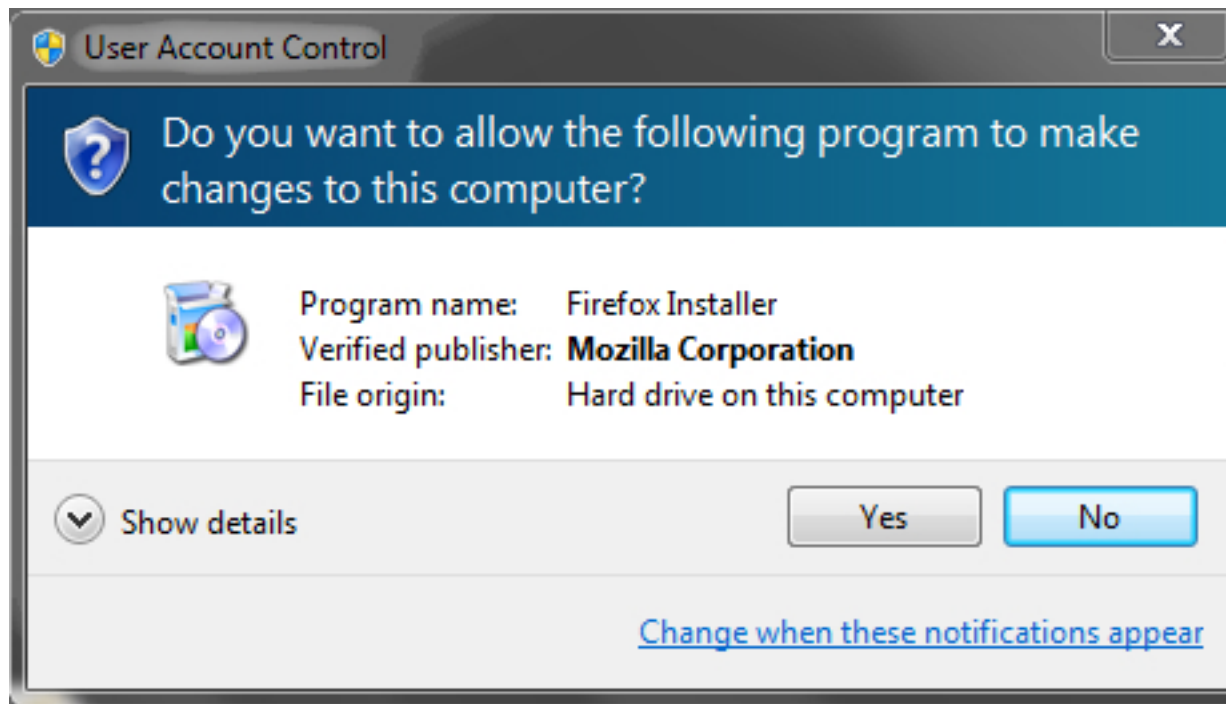 User Account Control
Do you want to allow the following program to make
changes to this computer?
Program name: Firefox Installer
Verified publisher: Mozilla Corporation
File origin: Hard drive on this computer
Show details
Yes
No
Change when these notifications appear